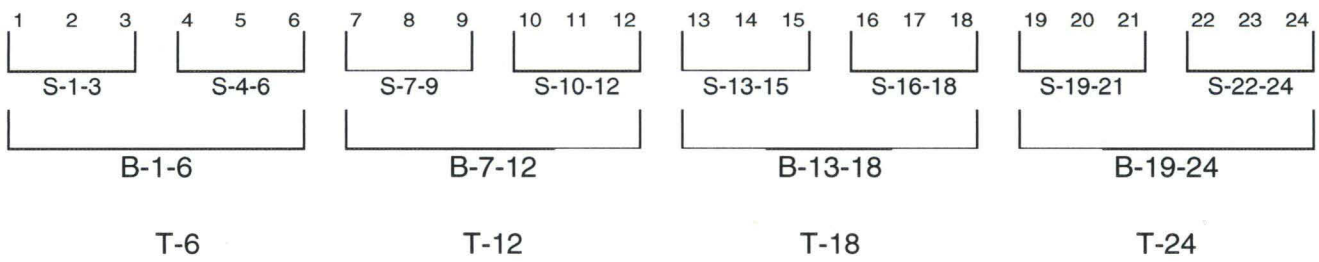 1 2 3 4 5 6 7 8 9 10 11 12 13 14 15 16 17 18 19 20 21 22 23 24
S-1-3 S-4-6 S-7-9 S-10-12 S-13-15 S-16-18 S-19-21 S-22-24
B-1-6 B-7-12 B-13-18 B-19-24
T-6 T-12 T-18 T-24